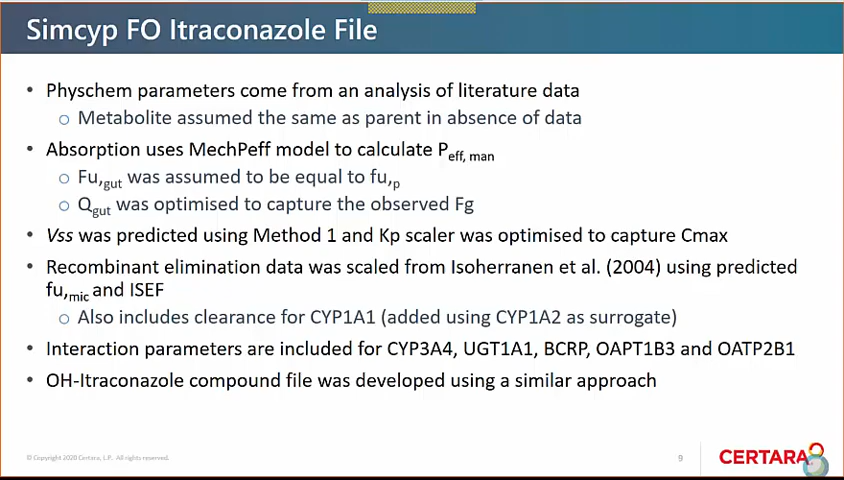 Simcyp FO Itraconazole File
• Physchem parameters come from an analysis of literature data
o Metabolite assumed the same as parent in absence of data
• Absorption uses MechPeff model to calculate Peff, man
o Fu,gut was assumed to be equal to fu,p
o Qgut was optimised to capture the observed Fg
• Vss was predicted using Method 1 and Kp scaler was optimised to capture Cmax
• Recombinant elimination data was scaled from Isoherranen et al. (2004) using predicted
fu,mic and ISEF
o Also includes clearance for CYP1A1 (added using CYP1A2 as surrogate)
• Interaction parameters are included for CYP3A4, UGT1A1, BCRP, OAPT1B3 and OATP2B1
• OH-Itraconazole compound file was developed using a similar approach
© Copyright 2020 Certara, L.P. All rights reserved.
9
CERTARA